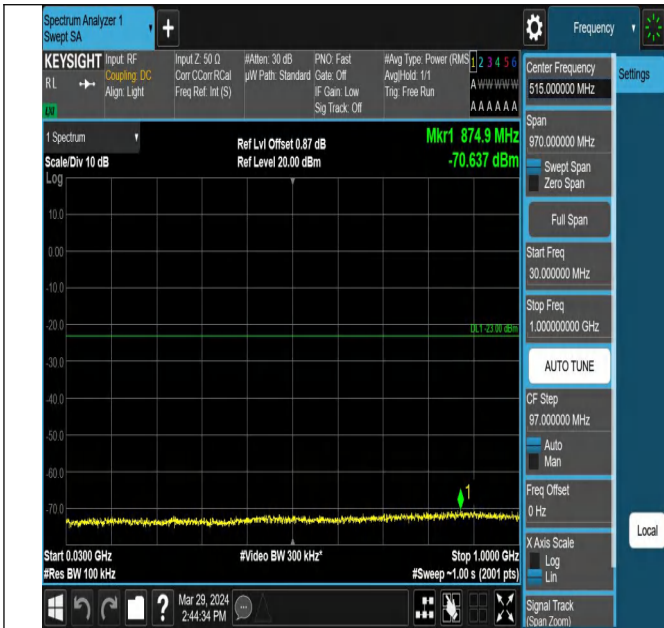 Spectrum Analyzer 1
Swept SA
+
Frequency
KEYSIGHT
RL
LXI
Input: RF
Coupling: DC
Align: Light
Input Z: 50 Ω
Corr CCorr RCal
Freq Ref: Int (S)
#Atten: 30 dB
µW Path: Standard
PNO: Fast
Gate: Off
IF Gain: Low
Sig Track: Off
#Avg Type: Power (RMS
Avg|Hold: 1/1
Trig: Free Run
1 2 3 4 5 6
A W W W W W
A A A A A A
1 Spectrum
Scale/Div 10 dB
Log
Ref Lvl Offset 0.87 dB
Ref Level 20.00 dBm
Mkr1 874.9 MHz
-70.637 dBm
10.0
0.00
-10.0
-20.0
DL1 -23.00 dBm
-30.0
-40.0
-50.0
-60.0
1
-70.0
Start 0.0300 GHz
#Res BW 100 kHz
#Video BW 300 kHz*
Stop 1.0000 GHz
#Sweep ~1.00 s (2001 pts)
Mar 29, 2024
2:44:34 PM
?
Center Frequency
515.000000 MHz
Settings
Span
970.000000 MHz
Swept Span
Zero Span
Full Span
Start Freq
30.000000 MHz
Stop Freq
1.000000000 GHz
AUTO TUNE
CF Step
97.000000 MHz
Auto
Man
Freq Offset
0 Hz
Local
X Axis Scale
Log
Lin
Signal Track
(Span Zoom)